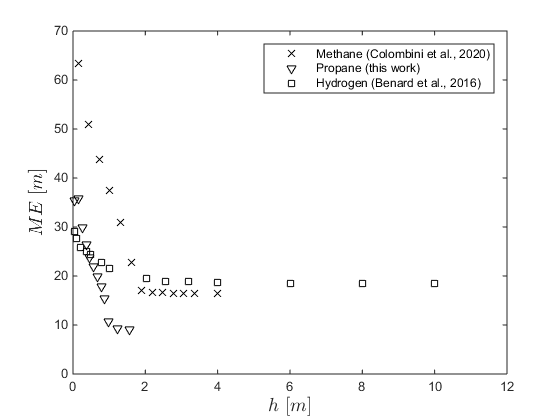 70
60
50
40
30
20
10
0
ME [m]
0 2 4 6 8 10 12
h [m]
Methane (Colombini et al., 2020)
Propane (this work)
Hydrogen (Benard et al., 2016)